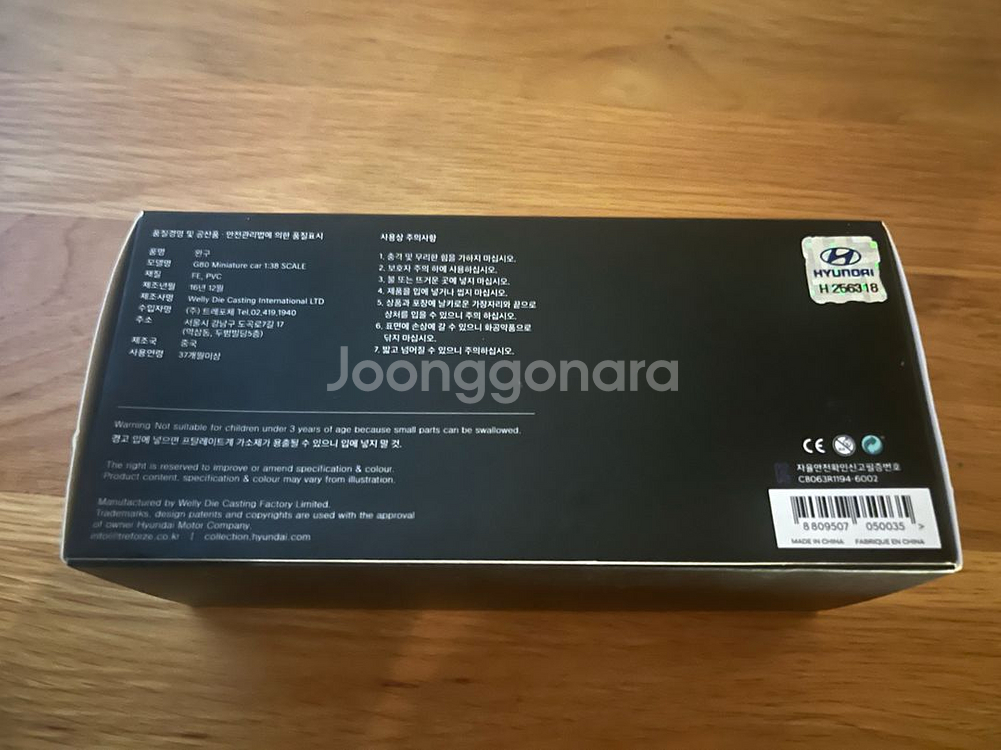 품질경영 및 공산품 · 안전관리법에 의한 품질표시
품명 완구
모델명 G80 Miniature car 1:38 SCALE
재질 FE, PVC
제조년월 16년 12월
제조사명 Welly Die Casting International LTD
수입자명 (주) 트레포제 Tel.02,419,1940
주소 서울시 강남구 도곡로7길 17
(역삼동, 두범빌딩5층)
제조국 중국
사용연령 37개월이상
사용상 주의사항
1. 충격 및 무리한 힘을 가하지 마십시오.
2. 보호자 주의 하에 사용하십시오.
3. 불 또는 뜨거운 곳에 넣지 마십시오.
4. 제품을 입에 넣거나 씹지 마십시오.
5. 상품과 포장에 날카로운 가장자리와 끝으로
상처를 입을 수 있으니 주의 하십시오.
6. 표면에 손상에 갈 수 있으니 화공약품으로
닦지 마십시오.
7. 밟고 넘어질 수 있으니 주의하십시오.
HYUNDAI
H 256318
Joonggonara
Warning Not suitable for children under 3 years of age because small parts can be swallowed.
경고 입에 넣으면 프탈레이트계 가소제가 용출될 수 있으니 입에 넣지 말 것.
The right is reserved to improve or amend specification & colour.
Product content, specification & colour may vary from illustration.
Manufactured by Welly Die Casting Factory Limited.
Trademarks, design patents and copyrights are used with the approval
of owner Hyundai Motor Company.
info@treforze.co.kr | collection.hyundai.com
CE 0-3
자율안전확인신고필증번호
CB063R1194-6002
8 809507 050035 >
MADE IN CHINA FABRIQUE EN CHINA